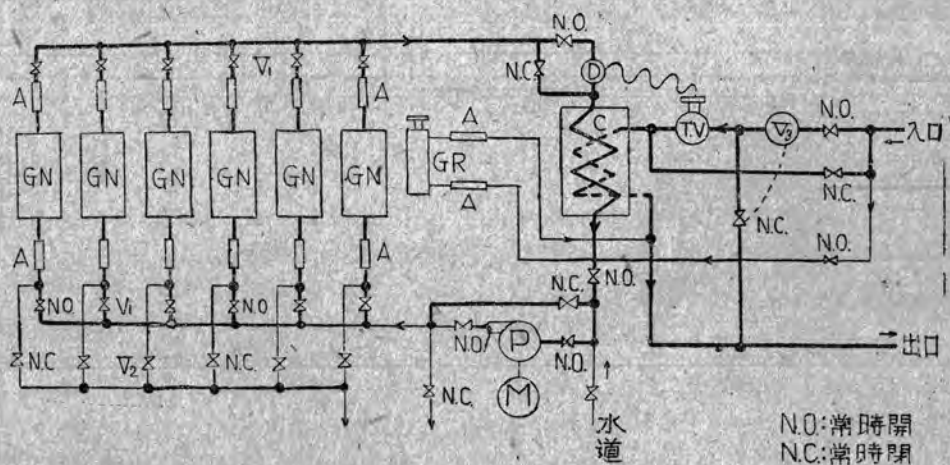 N.O.
V₁
N.C.
D
A
A
A
N.O.
C
T.V
V₃
入口
GN
GN
GN
GN
GN
GN
GR
A
N.C.
N.C.
A
A
N.O.
N.O.
N.C.
N.O.
V₁
N.O
N.O
P
N.O.
出口
N.C
V₂
N.C.
N.C.
M
水道
N.O:常時開
N.C:常時閉